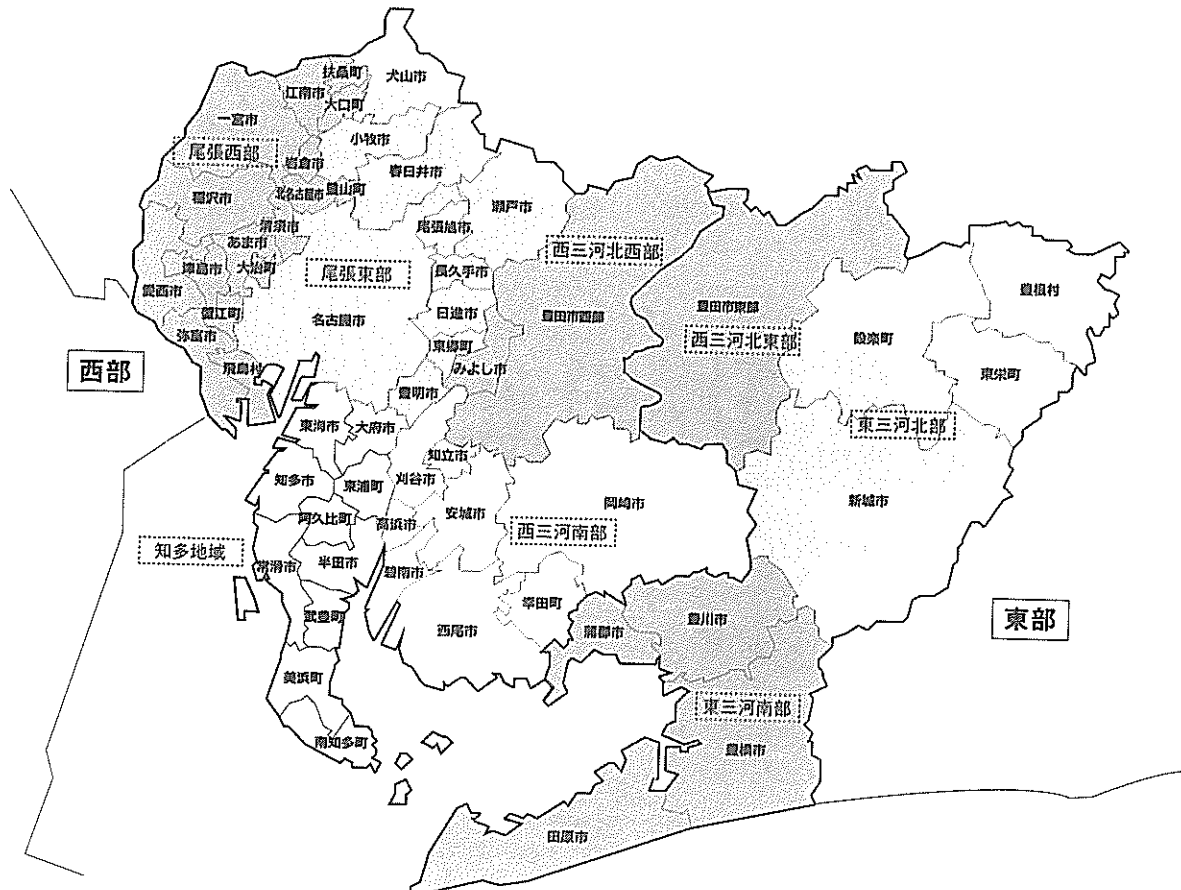 扶桑町
犬山市
江南市
大口町
一宮市
小牧市
尾張西部
岩倉市
春日井市
豊山町
稲沢市
北名古屋市
瀬戸市
清須市
尾張旭市
あま市
西三河北西部
津島市
大治町
尾張東部
長久手市
愛西市
豊根村
蟹江町
日進市
豊田市西部
豊田市東部
名古屋市
設楽町
弥富市
東郷町
西三河北東部
西部
飛島村
みよし市
東栄町
豊明市
東海市
大府市
東三河北部
知立市
知多市
東浦町
刈谷市
岡崎市
新城市
阿久比町
安城市
高浜市
西三河南部
知多地域
半田市
常滑市
碧南市
幸田町
武豊町
豊川市
東部
西尾市
蒲郡市
美浜町
東三河南部
南知多町
豊橋市
田原市